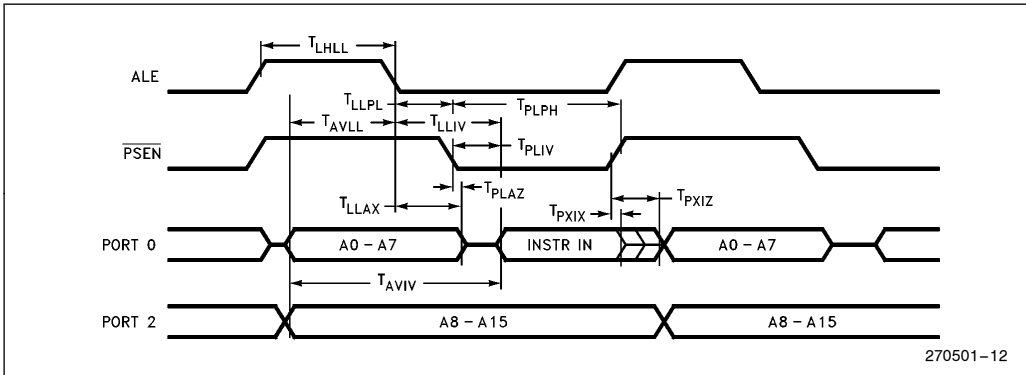 T_LHLL
ALE
T_LLPL
T_PLPH
T_AVLL
T_LLIV
PSEN
T_PLIV
T_PLAZ
T_LLAX
T_PXIZ
T_PXIX
PORT 0
A0 – A7
INSTR IN
A0 – A7
T_AVIV
PORT 2
A8 – A15
A8 – A15
270501–12